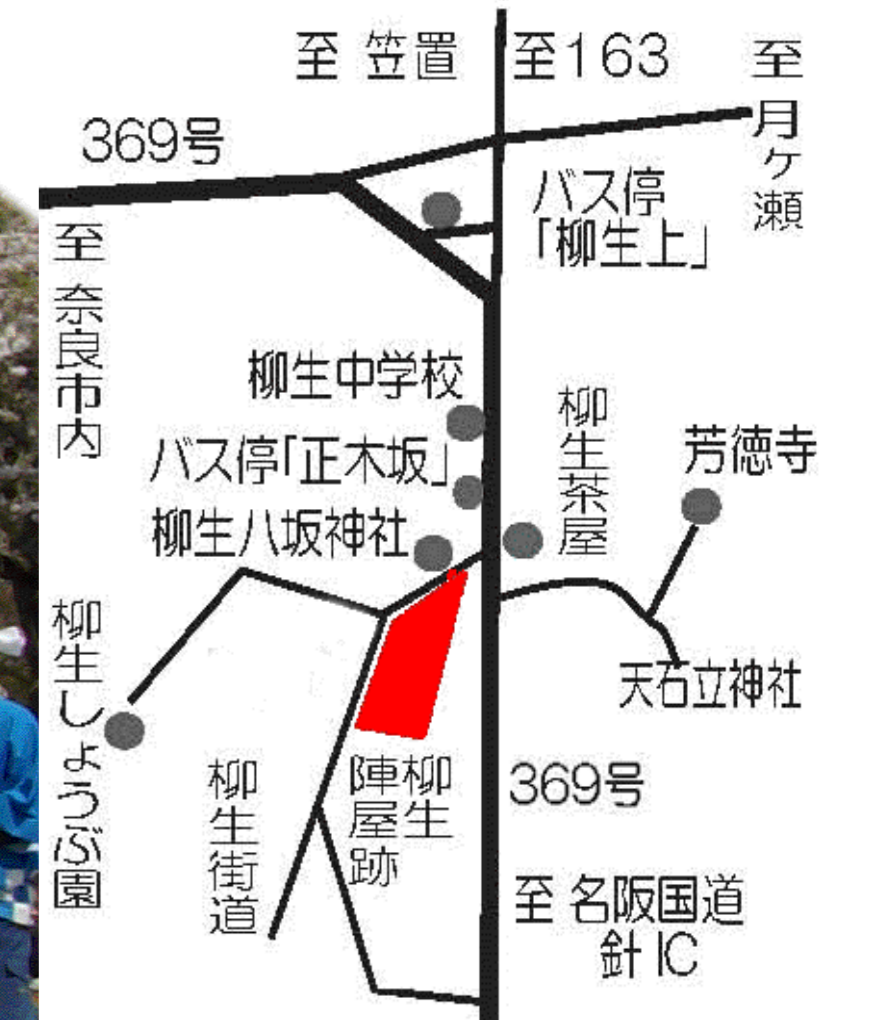 至 笠置
至163
至 月ヶ瀬
369号
バス停
「柳生上」
至 奈良市内
柳生中学校
柳生茶屋
芳徳寺
バス停「正木坂」
柳生八坂神社
柳生しょうぶ園
天石立神社
柳生街道
柳生
陣屋跡
369号
至 名阪国道
針IC